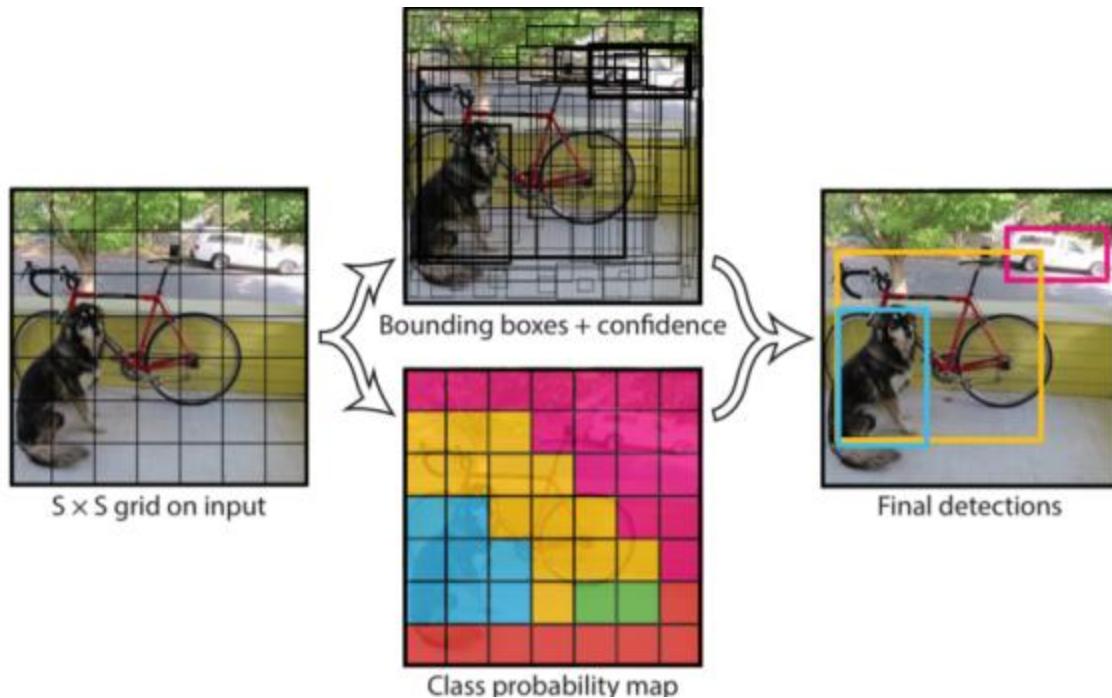 Bounding boxes + confidence
S × S grid on input
Final detections
Class probability map